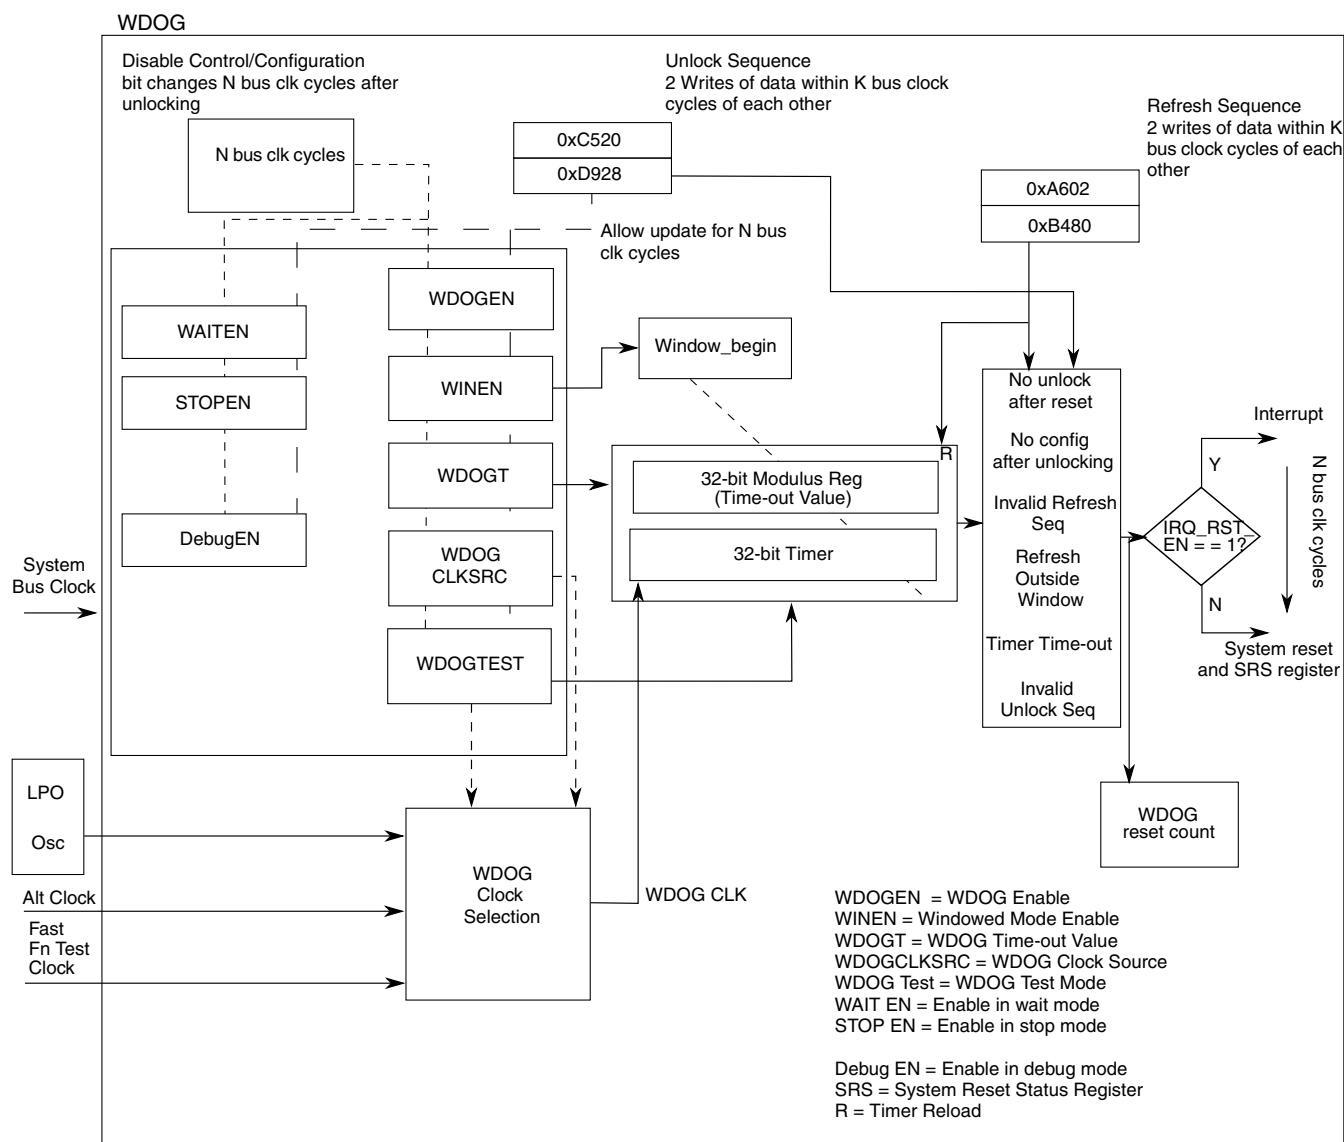 WDOG
Disable Control/Configuration
bit changes N bus clk cycles after
unlocking
N bus clk cycles
Unlock Sequence
2 Writes of data within K bus clock
cycles of each other
0xC520
0xD928
Allow update for N bus
clk cycles
Refresh Sequence
2 writes of data within K
bus clock cycles of each
other
0xA602
0xB480
WAITEN
STOPEN
DebugEN
WDOGEN
WINEN
WDOGT
WDOG
CLKSRC
WDOGTEST
Window_begin
R
32-bit Modulus Reg
(Time-out Value)
32-bit Timer
No unlock
after reset
No config
after unlocking
Invalid Refresh
Seq
Refresh
Outside
Window
Timer Time-out
Invalid
Unlock Seq
IRQ_RST_
EN = = 1?
Y
N
Interrupt
N bus clk cycles
System reset
and SRS register
WDOG
reset count
System
Bus Clock
LPO
Osc
Alt Clock
Fast
Fn Test
Clock
WDOG
Clock
Selection
WDOG CLK
WDOGEN = WDOG Enable
WINEN = Windowed Mode Enable
WDOGT = WDOG Time-out Value
WDOGCLKSRC = WDOG Clock Source
WDOG Test = WDOG Test Mode
WAIT EN = Enable in wait mode
STOP EN = Enable in stop mode
Debug EN = Enable in debug mode
SRS = System Reset Status Register
R = Timer Reload